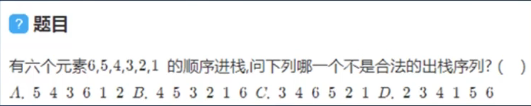 ? 题目
有六个元素6,5,4,3,2,1 的顺序进栈,问下列哪一个不是合法的出栈序列?( )
A. 5 4 3 6 1 2 B. 4 5 3 2 1 6 C. 3 4 6 5 2 1 D. 2 3 4 1 5 6